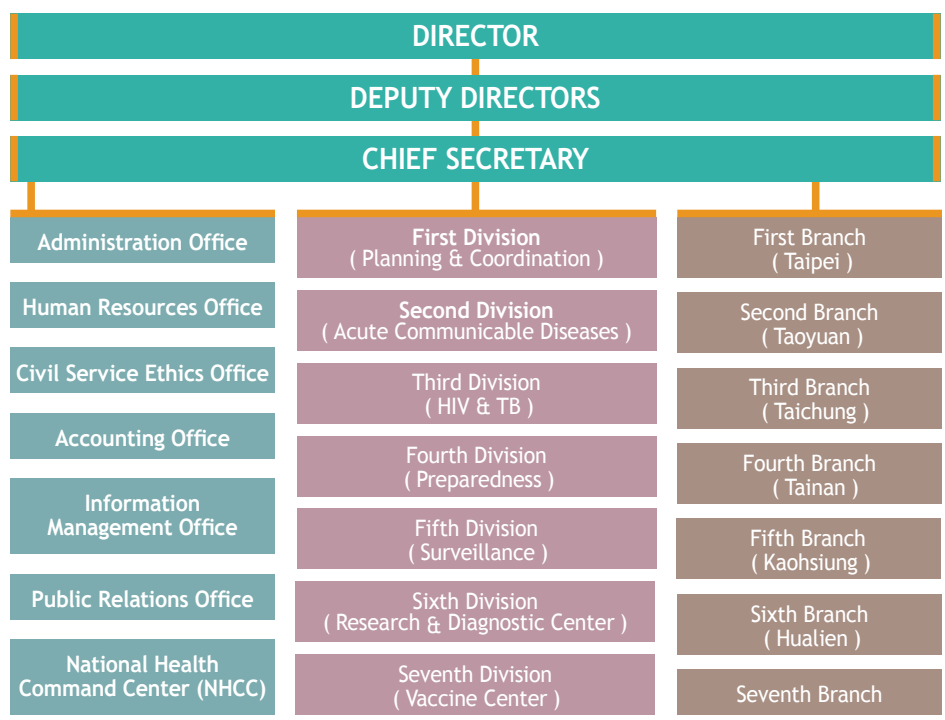 DIRECTOR
DEPUTY DIRECTORS
CHIEF SECRETARY
Administration Office
Human Resources Office
Civil Service Ethics Office
Accounting Office
Information
Management Office
Public Relations Office
National Health
Command Center (NHCC)
First Division
( Planning & Coordination )
Second Division
( Acute Communicable Diseases )
Third Division
( HIV & TB )
Fourth Division
( Preparedness )
Fifth Division
( Surveillance )
Sixth Division
( Research & Diagnostic Center )
Seventh Division
( Vaccine Center )
First Branch
( Taipei )
Second Branch
( Taoyuan )
Third Branch
( Taichung )
Fourth Branch
( Tainan )
Fifth Branch
( Kaohsiung )
Sixth Branch
( Hualien )
Seventh Branch